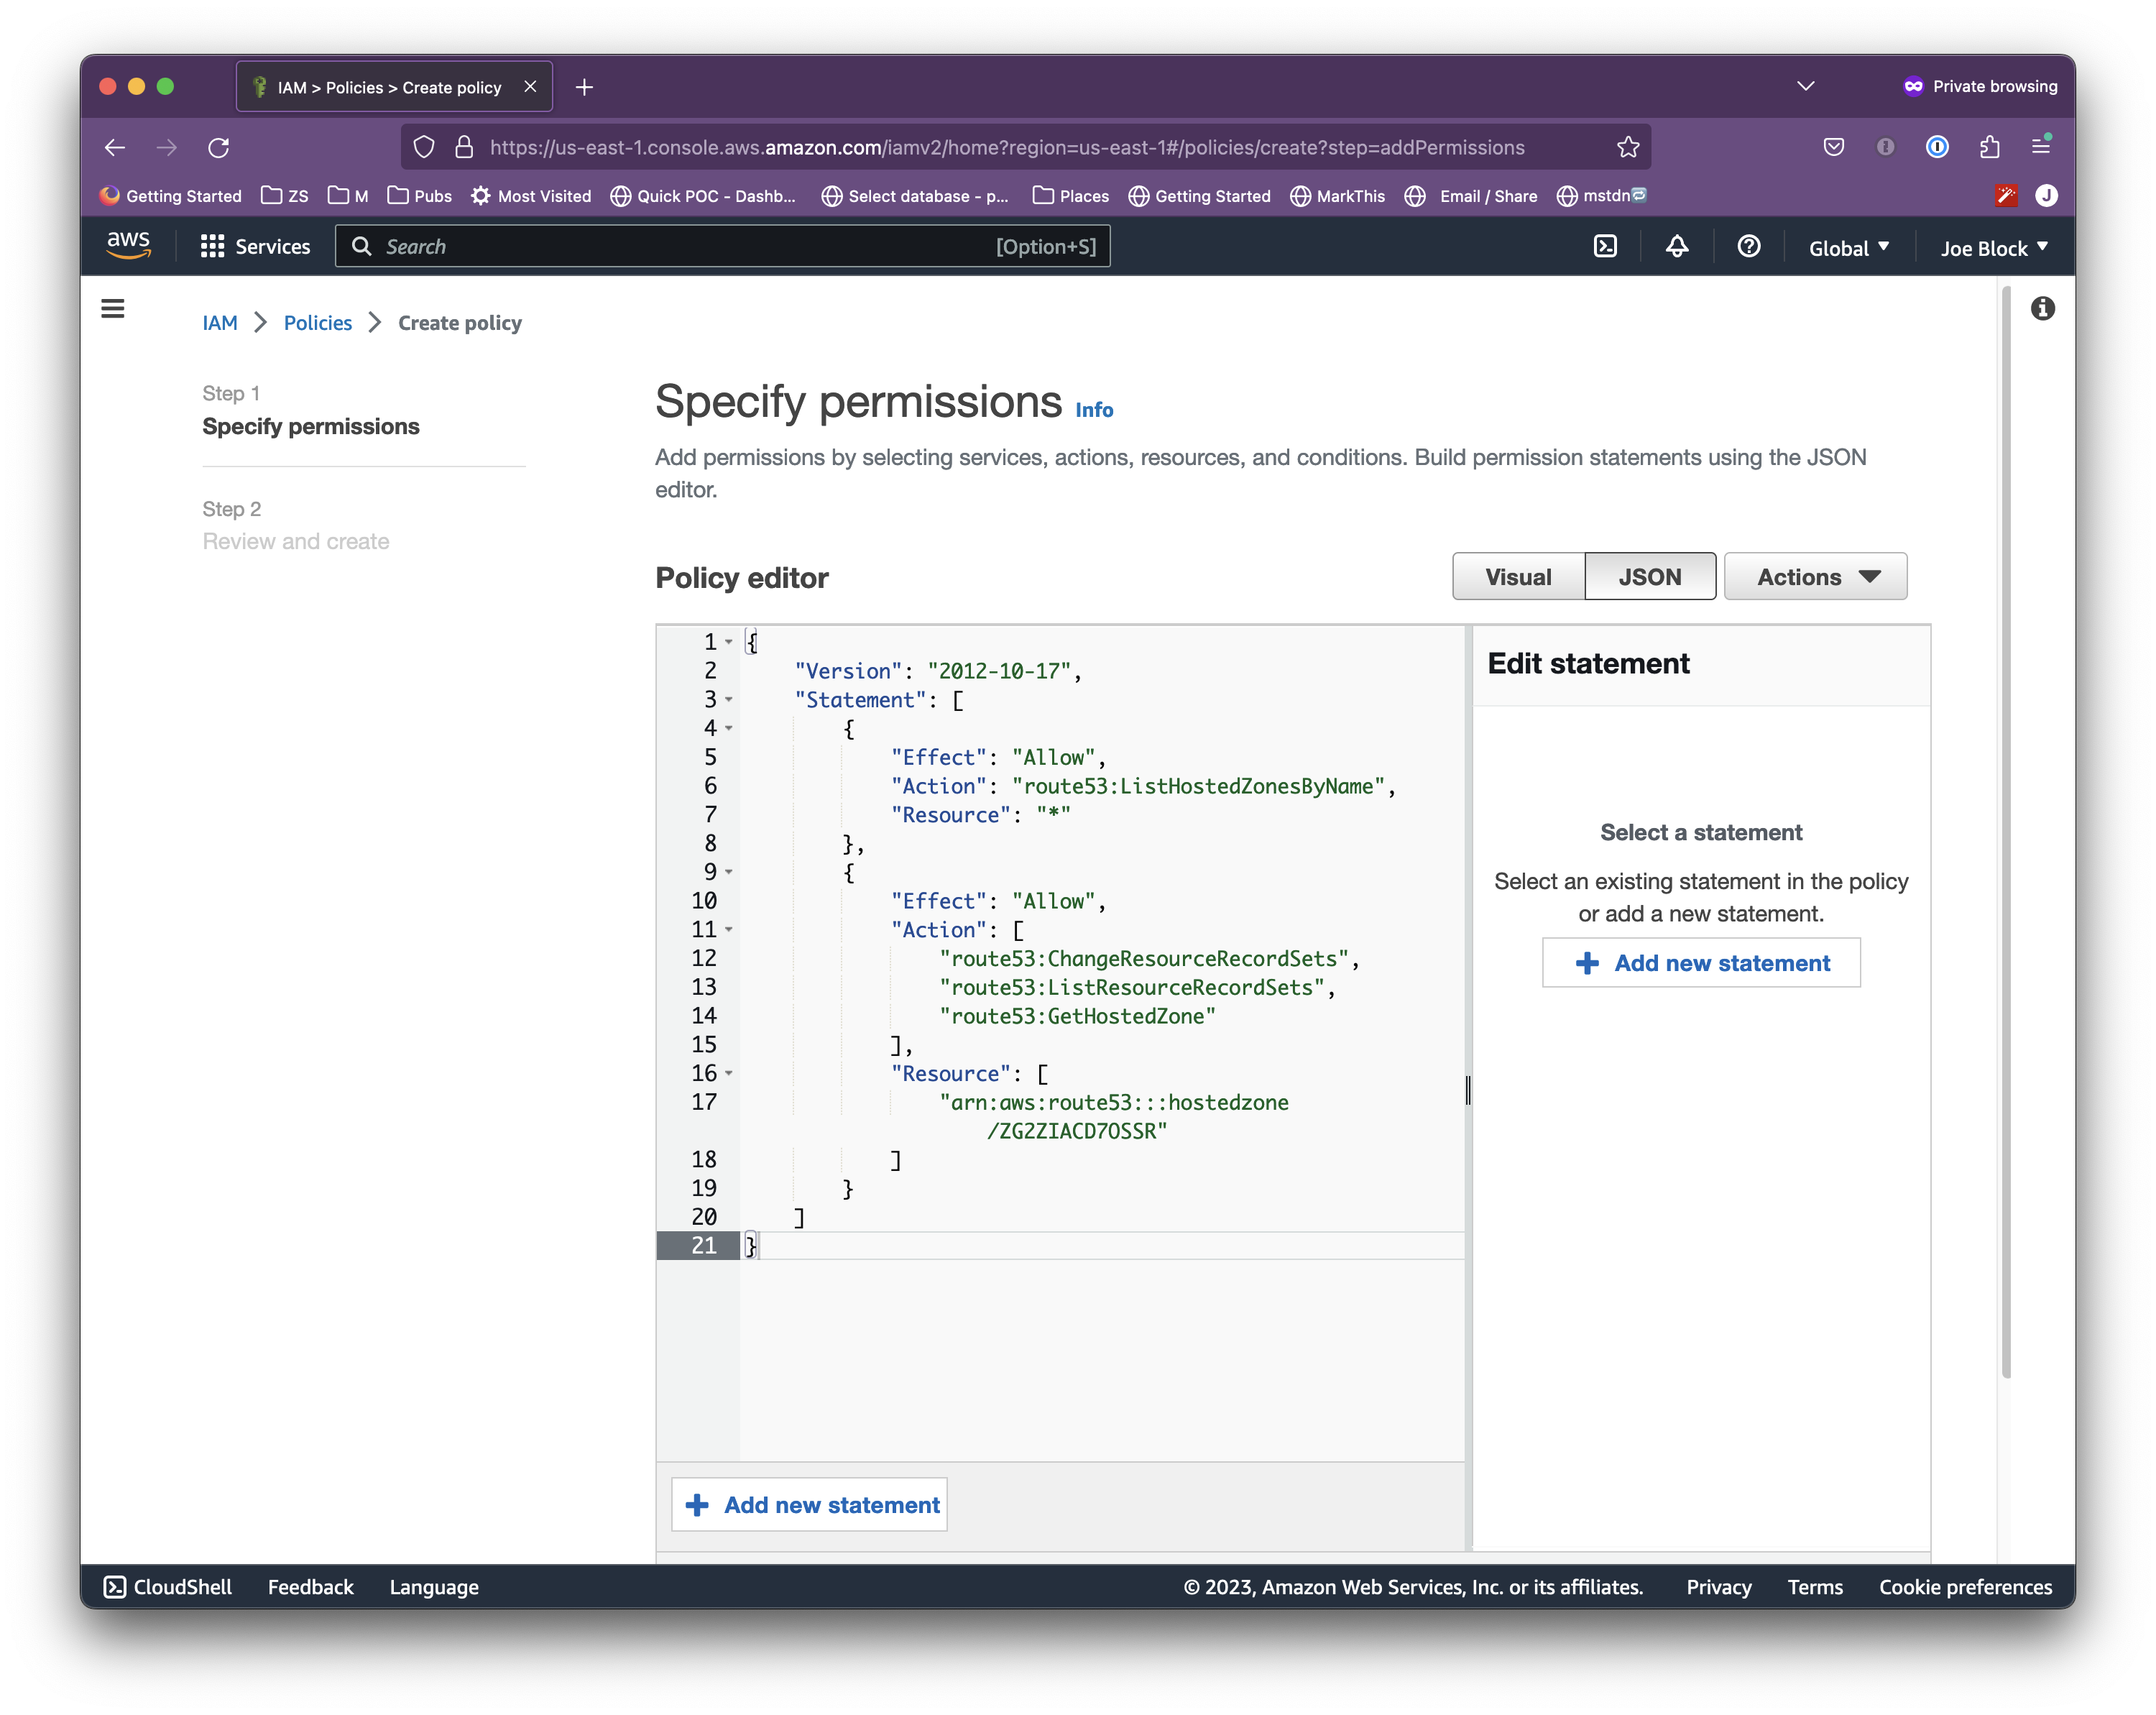 IAM > Policies > Create policy
Private browsing
https://us-east-1.console.aws.amazon.com/iamv2/home?region=us-east-1#/policies/create?step=addPermissions
Getting Started ZS M Pubs Most Visited Quick POC - Dashb... Select database - p... Places Getting Started MarkThis Email / Share mstdn J
aws Services Search [Option+S] Global Joe Block
IAM > Policies > Create policy
Step 1
Specify permissions
Step 2
Review and create
Specify permissions Info
Add permissions by selecting services, actions, resources, and conditions. Build permission statements using the JSON
editor.
Policy editor
Visual JSON Actions
1 {
2 "Version": "2012-10-17",
3 "Statement": [
4 {
5 "Effect": "Allow",
6 "Action": "route53:ListHostedZonesByName",
7 "Resource": "*"
8 },
9 {
10 "Effect": "Allow",
11 "Action": [
12 "route53:ChangeResourceRecordSets",
13 "route53:ListResourceRecordSets",
14 "route53:GetHostedZone"
15 ],
16 "Resource": [
17 "arn:aws:route53:::hostedzone
/ZG2ZIACD7OSSR"
18 ]
19 }
20 ]
21 }
+ Add new statement
Edit statement
Select a statement
Select an existing statement in the policy
or add a new statement.
+ Add new statement
CloudShell Feedback Language © 2023, Amazon Web Services, Inc. or its affiliates. Privacy Terms Cookie preferences